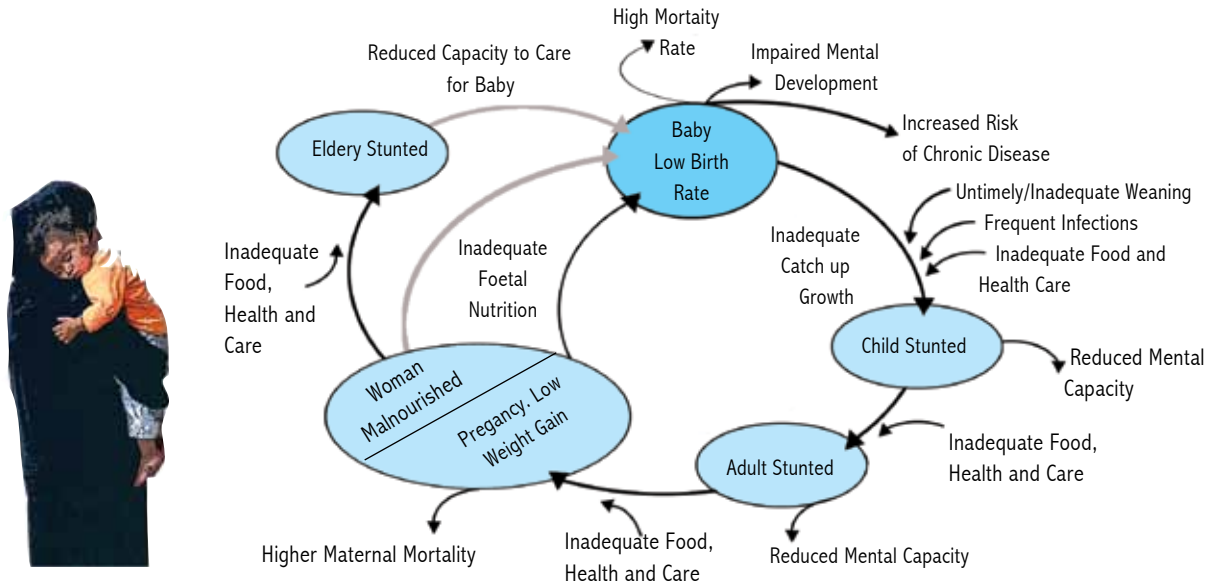 High Mortaity
Rate
Reduced Capacity to Care
for Baby
Impaired Mental
Development
Eldery Stunted
Baby
Low Birth
Rate
Increased Risk
of Chronic Disease
Untimely/Inadequate Weaning
Frequent Infections
Inadequate Food and
Health Care
Inadequate
Food,
Health and
Care
Inadequate
Foetal
Nutrition
Inadequate
Catch up
Growth
Child Stunted
Reduced Mental
Capacity
Woman
Malnourished
Pregancy. Low
Weight Gain
Adult Stunted
Inadequate Food,
Health and Care
Higher Maternal Mortality
Inadequate Food,
Health and Care
Reduced Mental Capacity